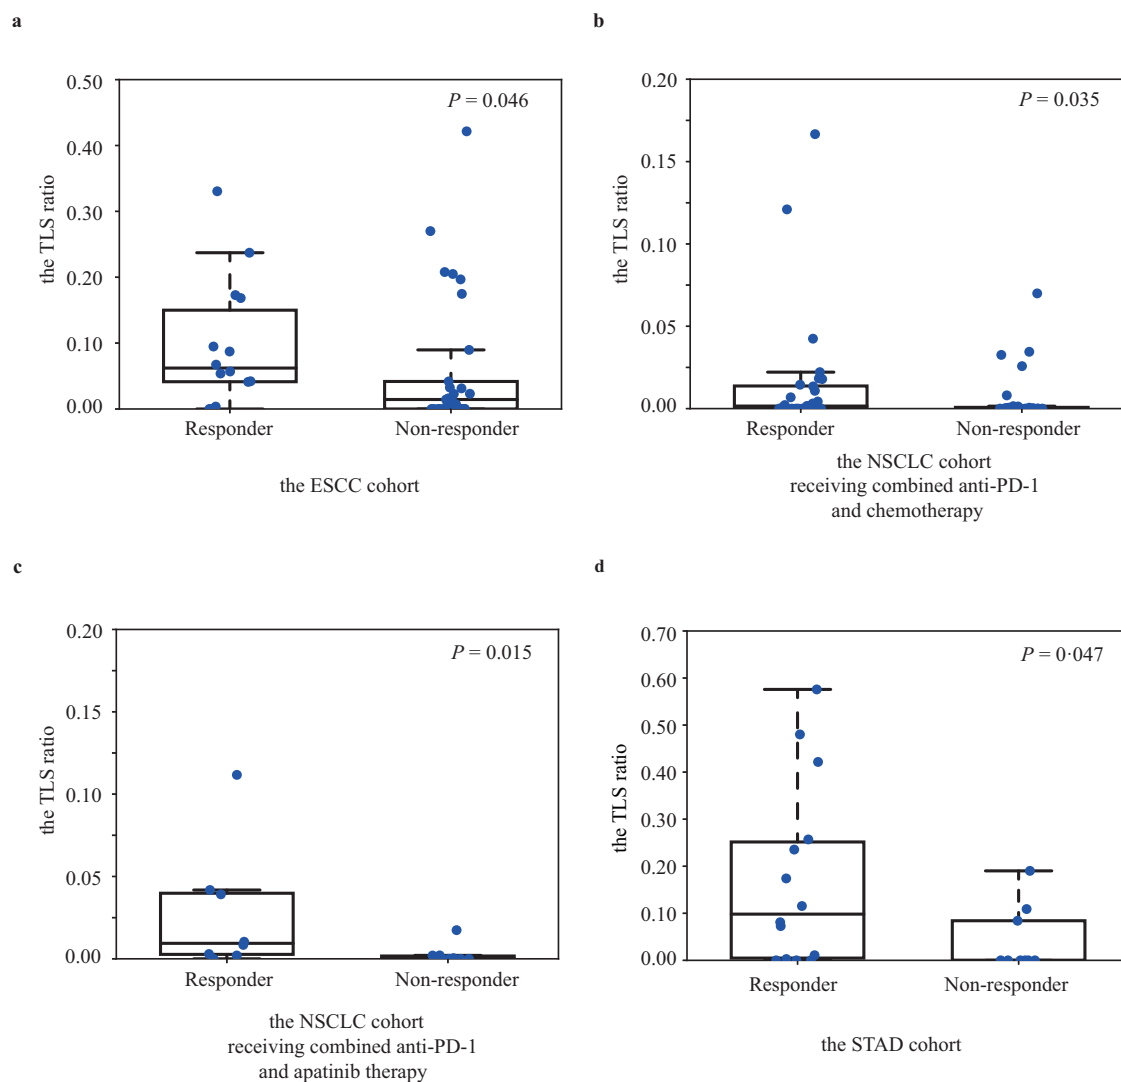 a
0.50
0.40
0.30
0.20
0.10
0.00
the TLS ratio
P = 0.046
Responder
Non-responder
the ESCC cohort
b
0.20
0.15
0.10
0.05
0.00
the TLS ratio
P = 0.035
Responder
Non-responder
the NSCLC cohort
receiving combined anti-PD-1
and chemotherapy
c
0.20
0.15
0.10
0.05
0.00
the TLS ratio
P = 0.015
Responder
Non-responder
the NSCLC cohort
receiving combined anti-PD-1
and apatinib therapy
d
0.70
0.60
0.50
0.40
0.30
0.20
0.10
0.00
the TLS ratio
P = 0·047
Responder
Non-responder
the STAD cohort